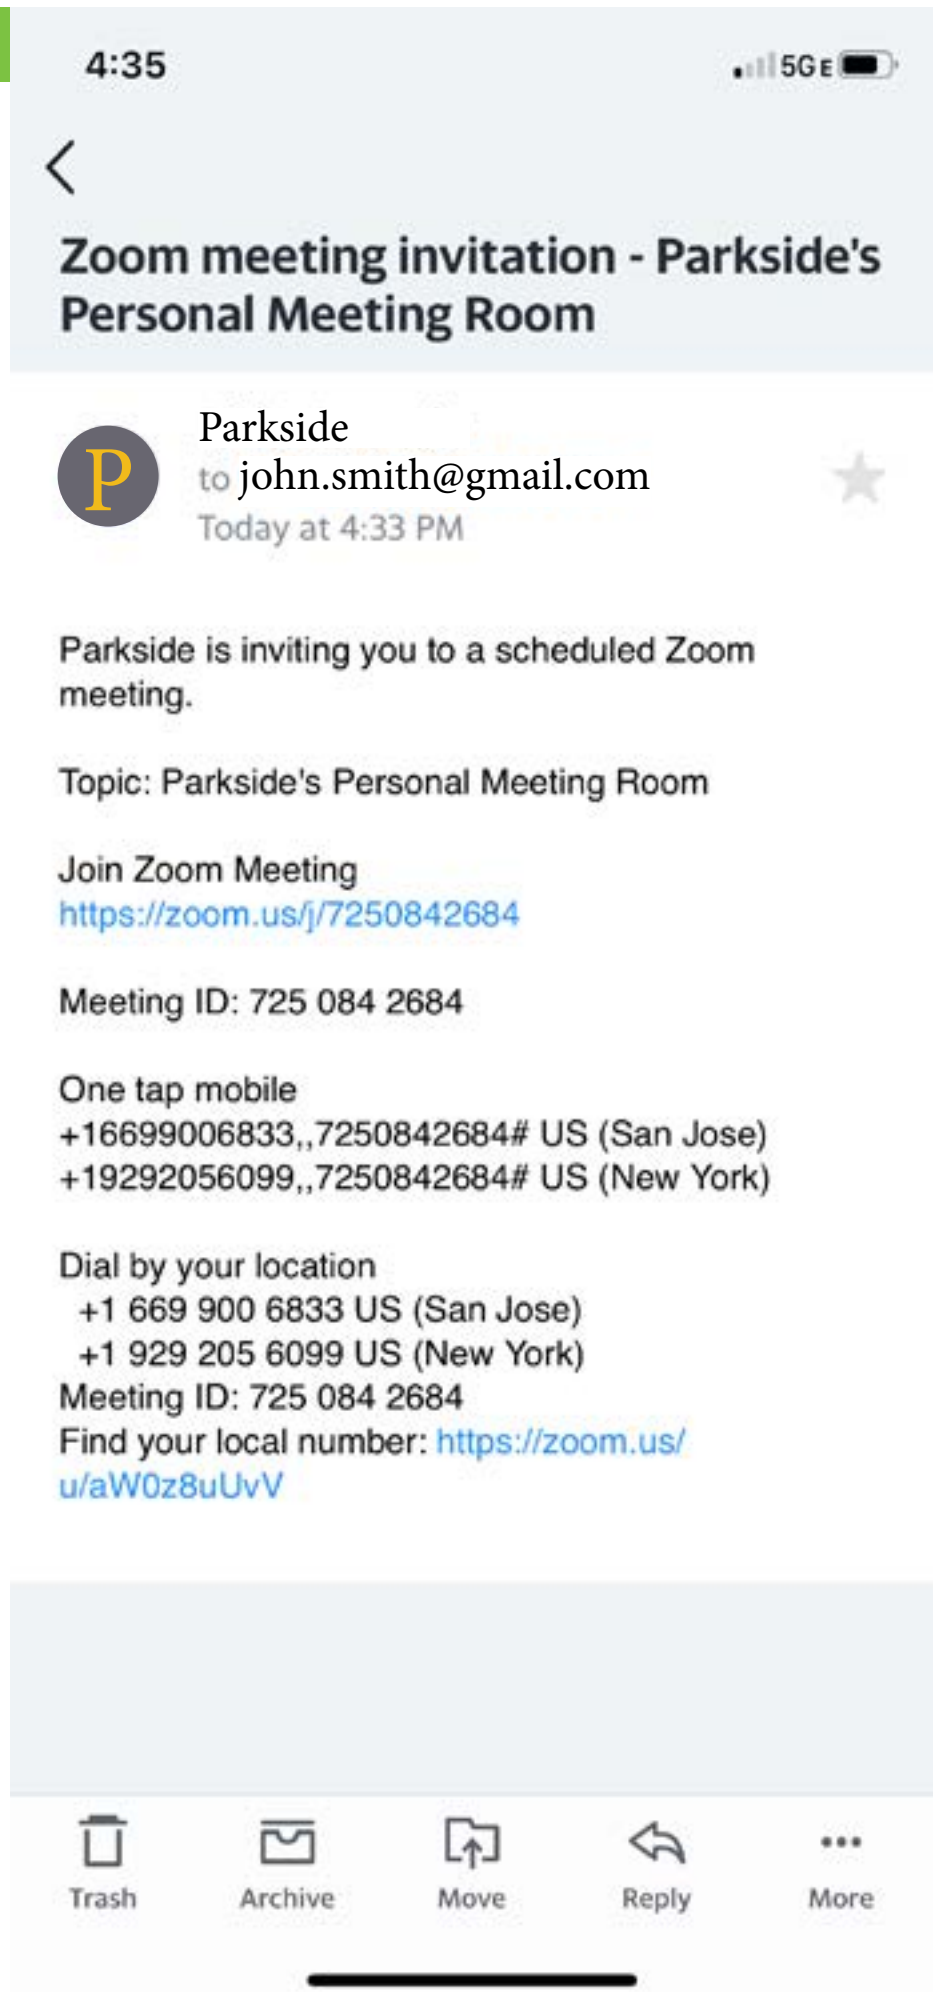 4:35
5GE
Zoom meeting invitation - Parkside's
Personal Meeting Room
P
Parkside
to john.smith@gmail.com
Today at 4:33 PM
Parkside is inviting you to a scheduled Zoom
meeting.
Topic: Parkside's Personal Meeting Room
Join Zoom Meeting
https://zoom.us/j/7250842684
Meeting ID: 725 084 2684
One tap mobile
+16699006833,,7250842684# US (San Jose)
+19292056099,,7250842684# US (New York)
Dial by your location
+1 669 900 6833 US (San Jose)
+1 929 205 6099 US (New York)
Meeting ID: 725 084 2684
Find your local number: https://zoom.us/
u/aW0z8uUvV
Trash Archive Move Reply More